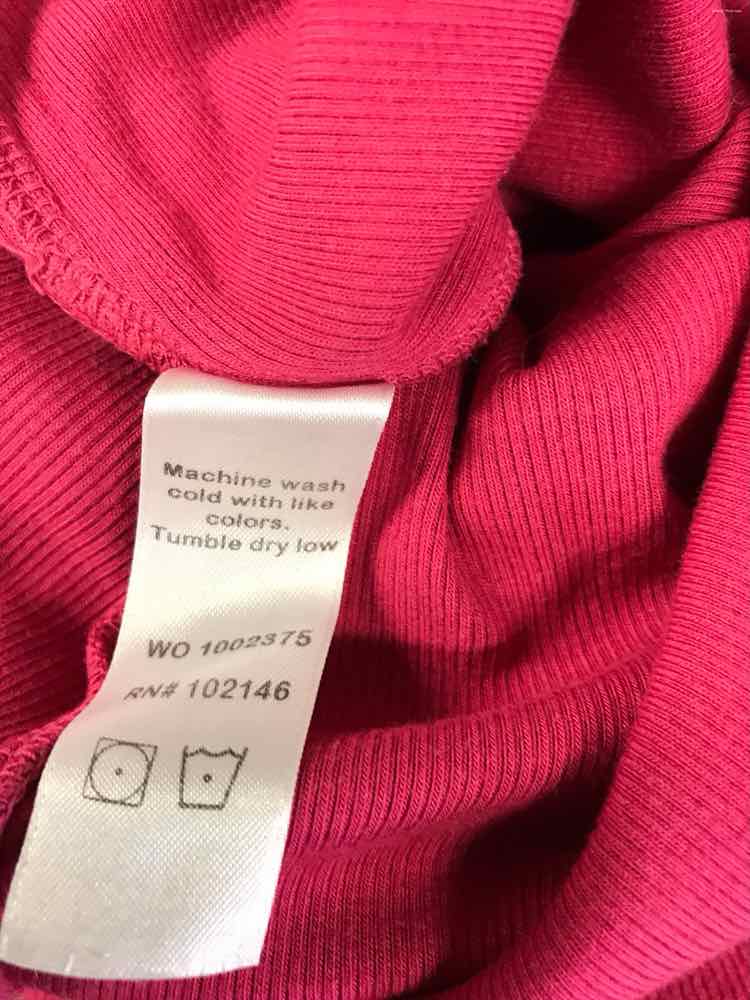 Machine wash
cold with like
colors.
Tumble dry low
WO 1002375
RN# 102146